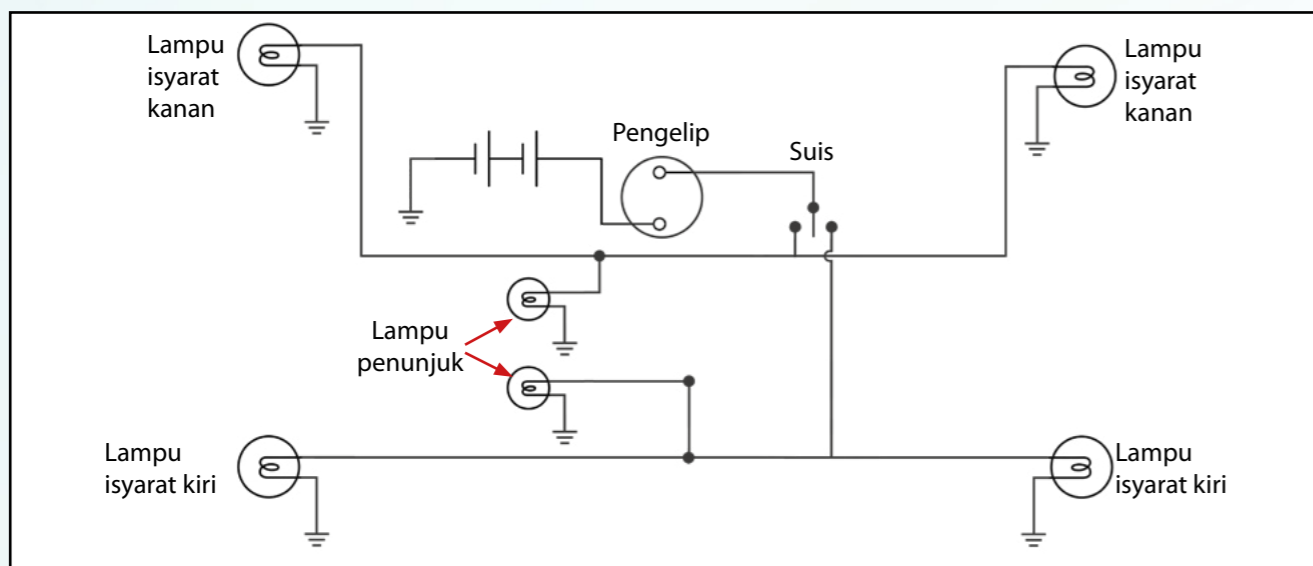 Lampu
isyarat
kanan
Pengelip
Suis
Lampu
isyarat
kanan
Lampu
penunjuk
Lampu
isyarat kiri
Lampu
isyarat kiri